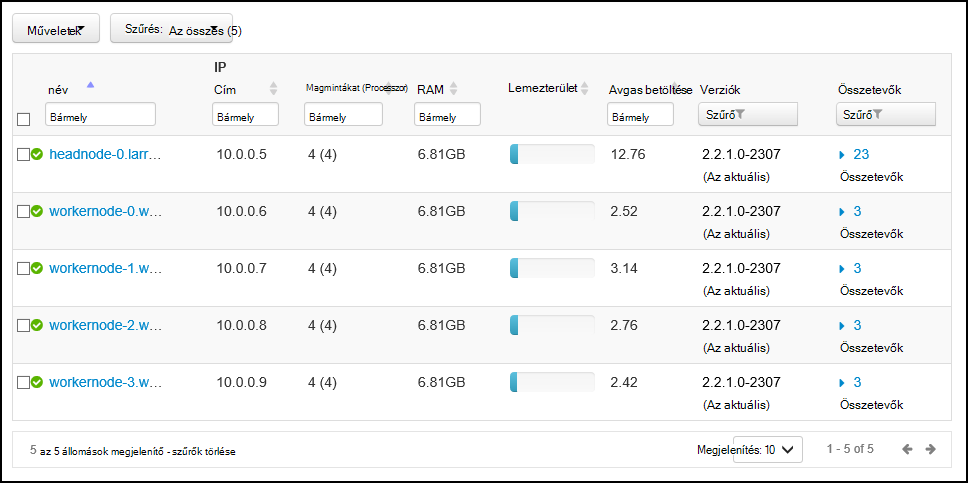 Műveletek
Szűrés: Az összes (5)
IP
név Cím Magmintákat (Processzor) RAM Lemezterület Avgas betöltése Verziók Összetevők
Bármely Bármely Bármely Bármely Bármely Szűrő Szűrő
headnode-0.larr... 10.0.0.5 4 (4) 6.81GB 12.76 2.2.1.0-2307 23
(Az aktuális) Összetevők
workernode-0.w... 10.0.0.6 4 (4) 6.81GB 2.52 2.2.1.0-2307 3
(Az aktuális) Összetevők
workernode-1.w... 10.0.0.7 4 (4) 6.81GB 3.14 2.2.1.0-2307 3
(Az aktuális) Összetevők
workernode-2.w... 10.0.0.8 4 (4) 6.81GB 2.76 2.2.1.0-2307 3
(Az aktuális) Összetevők
workernode-3.w... 10.0.0.9 4 (4) 6.81GB 2.42 2.2.1.0-2307 3
(Az aktuális) Összetevők
5 az 5 állomások megjelenítő - szűrők törlése Megjelenítés: 10 1 - 5 of 5